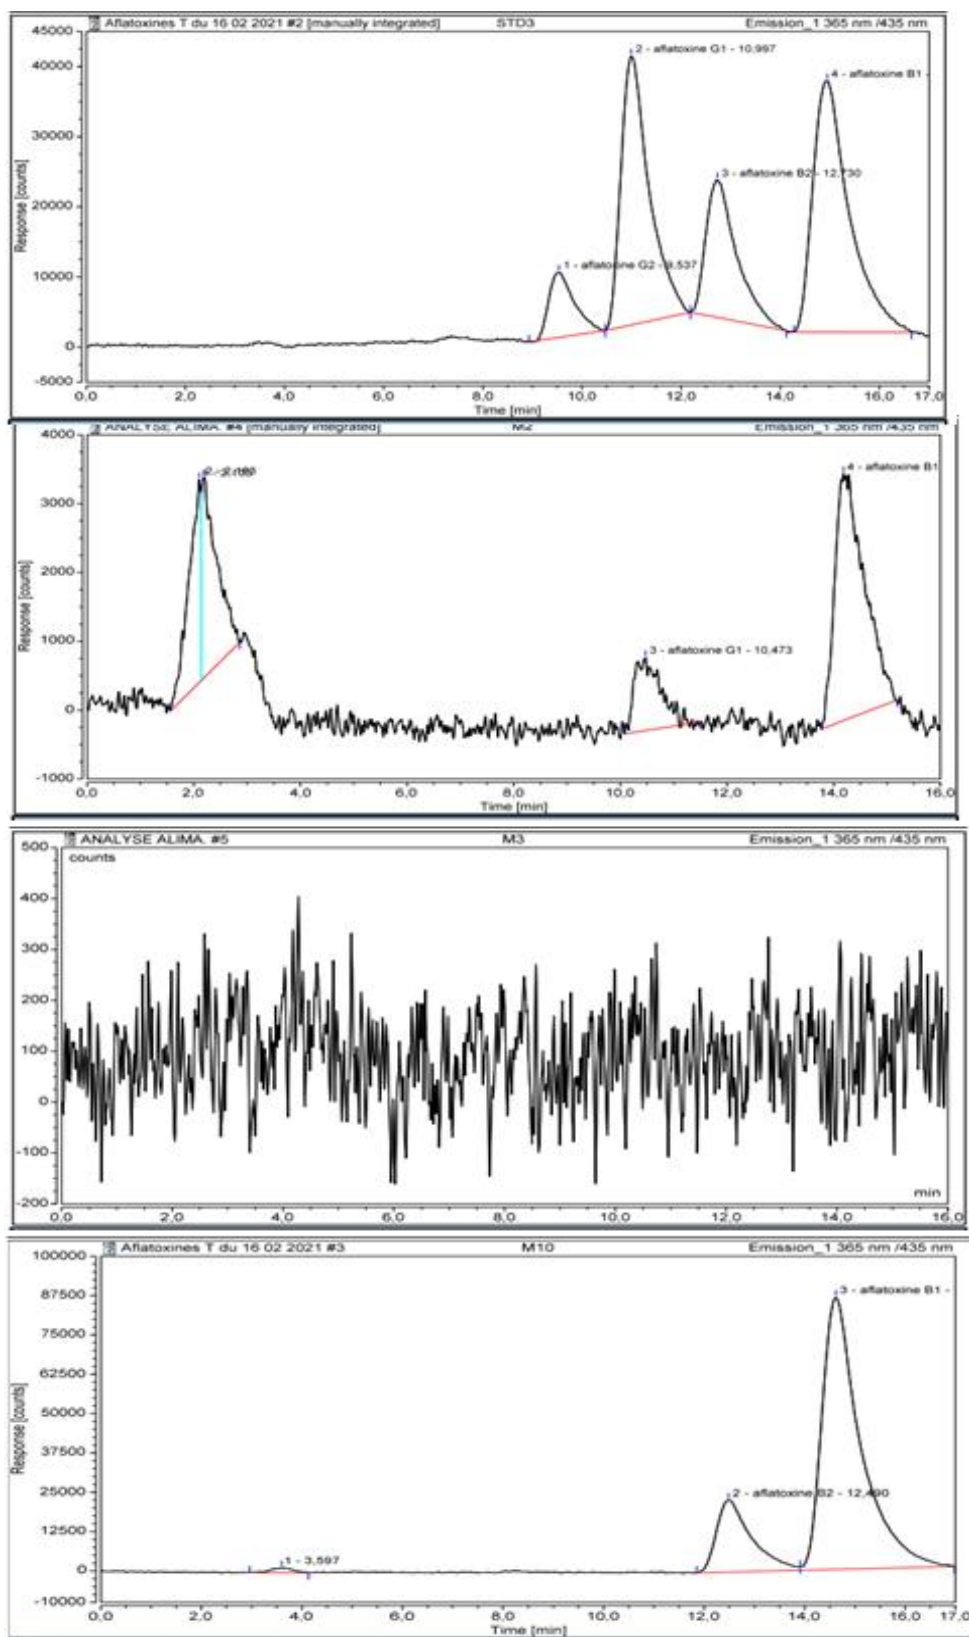 Aflatoxines T du 16 02 2021 #2 [manually integrated] STD3 Emission_1 365 nm /435 nm
45000
40000
30000
20000
10000
0
-5000
Response [counts]
2 - aflatoxine G1 - 10,997
4 - aflatoxine B1 -
3 - aflatoxine B2 - 12,730
1 - aflatoxine G2 - 9,537
0,0 2,0 4,0 6,0 8,0 10,0 12,0 14,0 16,0 17,0
Time [min]
ANALYSE ALIMA. #4 [manually integrated] M2 Emission_1 365 nm /435 nm
4000
3000
2000
1000
0
-1000
Response [counts]
4 - aflatoxine B1
3 - aflatoxine G1 - 10,473
0,0 2,0 4,0 6,0 8,0 10,0 12,0 14,0 16,0
Time [min]
ANALYSE ALIMA. #5 M3 Emission_1 365 nm /435 nm
500
counts
400
300
200
100
0
-100
-200
min
0,0 2,0 4,0 6,0 8,0 10,0 12,0 14,0 16,0
Aflatoxines T du 16 02 2021 #3 M10 Emission_1 365 nm /435 nm
100000
87500
75000
62500
50000
37500
25000
12500
0
-10000
Response [counts]
3 - aflatoxine B1 -
2 - aflatoxine B2 - 12,490
1 - 3,597
0,0 2,0 4,0 6,0 8,0 10,0 12,0 14,0 17,0
Time [min]